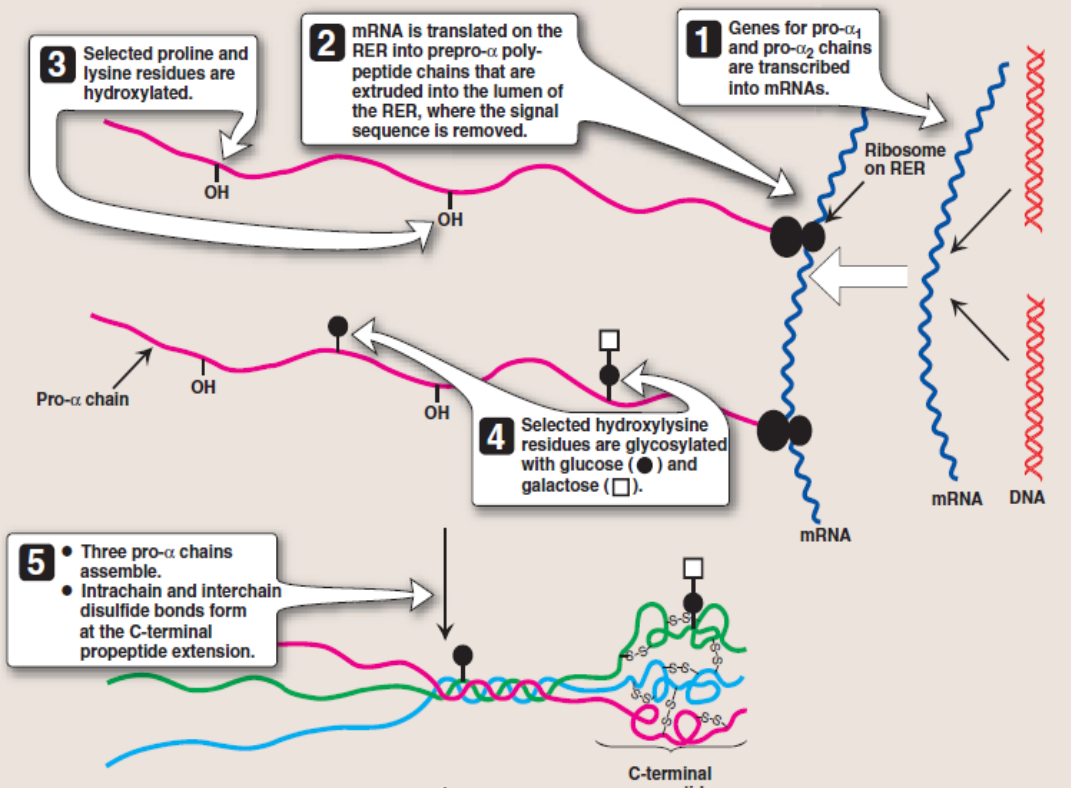 1
Genes for pro-α1
and pro-α2 chains
are transcribed
into mRNAs.
2
mRNA is translated on the
RER into prepro-α poly-
peptide chains that are
extruded into the lumen of
the RER, where the signal
sequence is removed.
3
Selected proline and
lysine residues are
hydroxylated.
Ribosome
on RER
OH
OH
Pro-α chain
OH
OH
4
Selected hydroxylysine
residues are glycosylated
with glucose (●) and
galactose (□).
mRNA
DNA
mRNA
5
● Three pro-α chains
assemble.
● Intrachain and interchain
disulfide bonds form
at the C-terminal
propeptide extension.
-S-S-
-S-S-
-S-S-
-S-S-
-S-S-
-S-S-
-S-S-
C-terminal